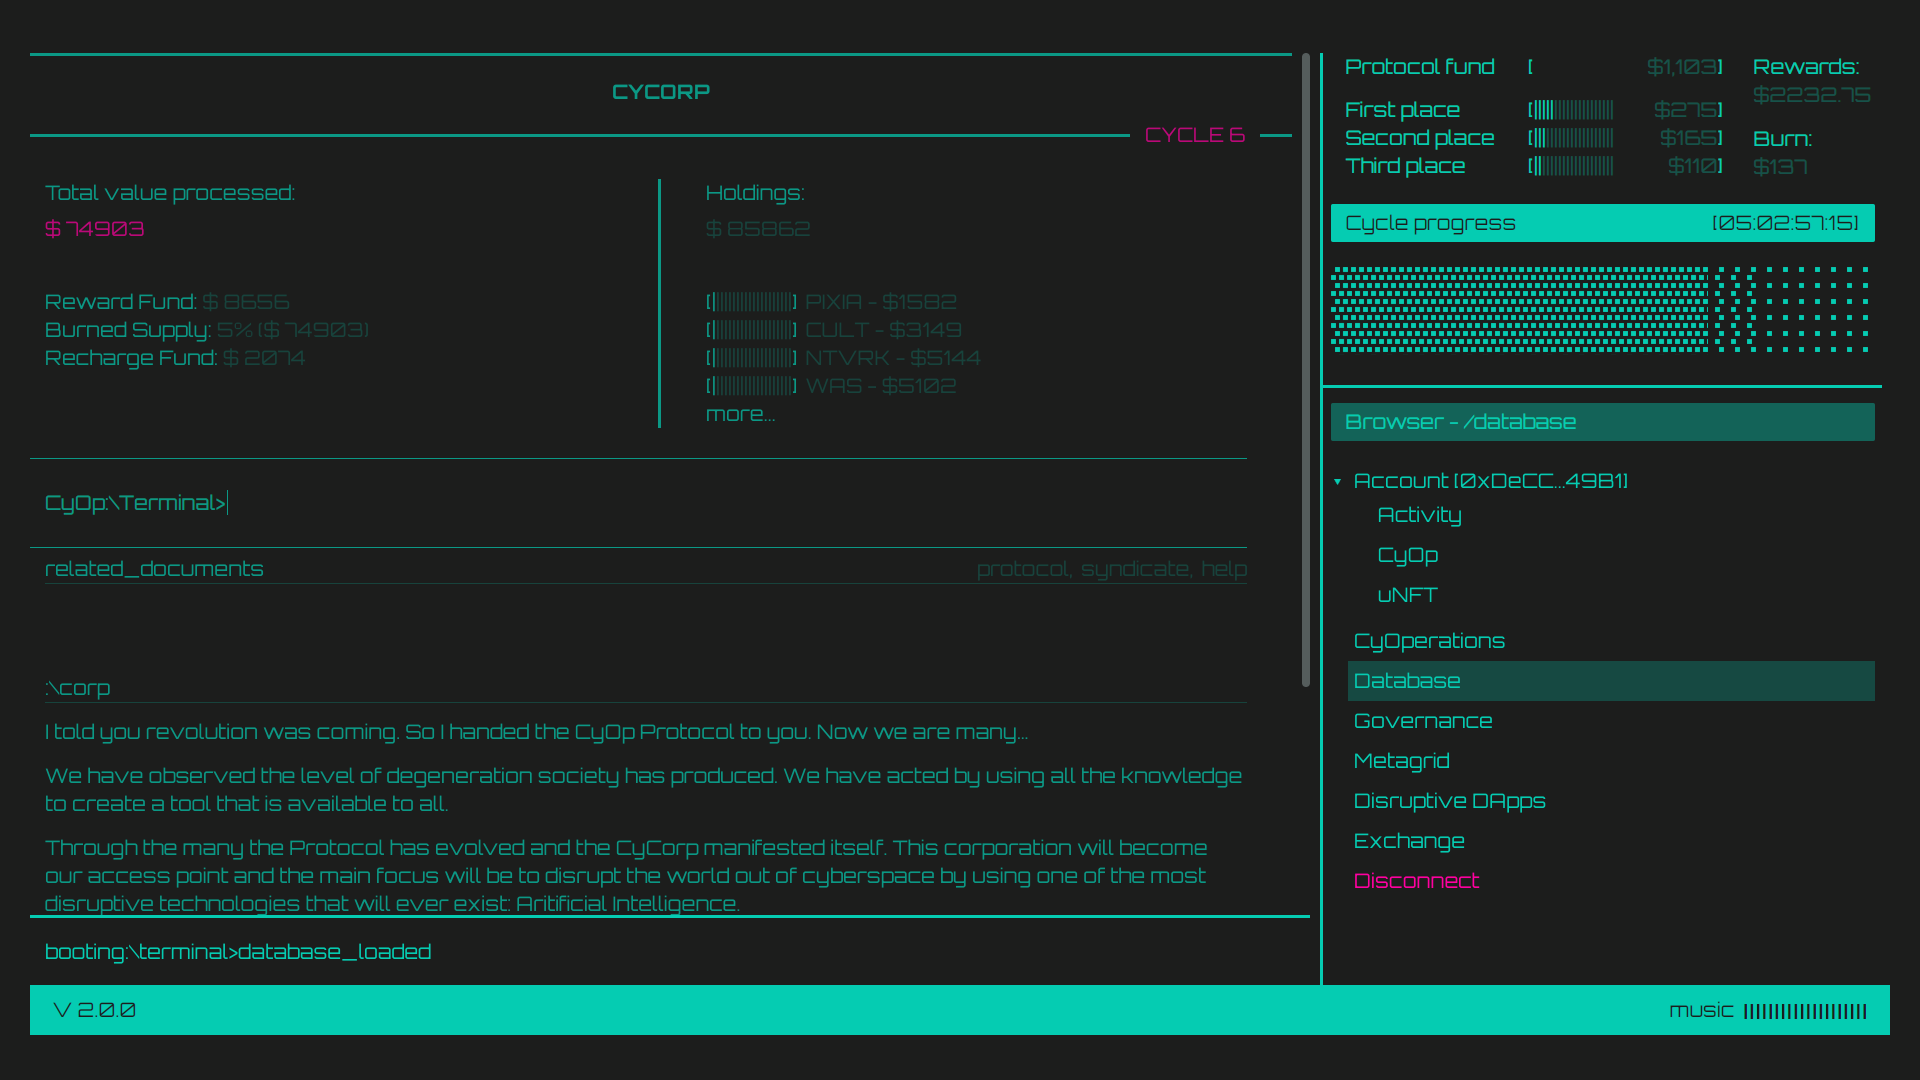 CYCORP
CYCLE 6
Total value processed:
$ 74903
Reward Fund: $ 8656
Burned Supply: 5% ($ 74903)
Recharge Fund: $ 2074
Holdings:
$ 85862
[||||||||||||||||||||] PIXIA - $1582
[||||||||||||||||||||] CULT - $3149
[||||||||||||||||||||] NTVRK - $5144
[||||||||||||||||||||] WAS - $5102
more...
CyOp:\Terminal>
related_documents
protocol, syndicate, help
:\corp
I told you revolution was coming. So I handed the CyOp Protocol to you. Now we are many...
We have observed the level of degeneration society has produced. We have acted by using all the knowledge
to create a tool that is available to all.
Through the many the Protocol has evolved and the CyCorp manifested itself. This corporation will become
our access point and the main focus will be to disrupt the world out of cyberspace by using one of the most
disruptive technologies that will ever exist: Aritificial Intelligence.
booting:\terminal>database_loaded
V 2.0.0
music ||||||||||||||||||||
Protocol fund [ $1,103]
First place [|||||||||||||||||||| $275]
Second place [|||||||||||||||||||| $165]
Third place [|||||||||||||||||||| $110]
Rewards:
$2232.75
Burn:
$137
Cycle progress [05:02:57:15]
Browser - /database
Account [0xDeCC...49B1]
Activity
CyOp
uNFT
CyOperations
Database
Governance
Metagrid
Disruptive DApps
Exchange
Disconnect